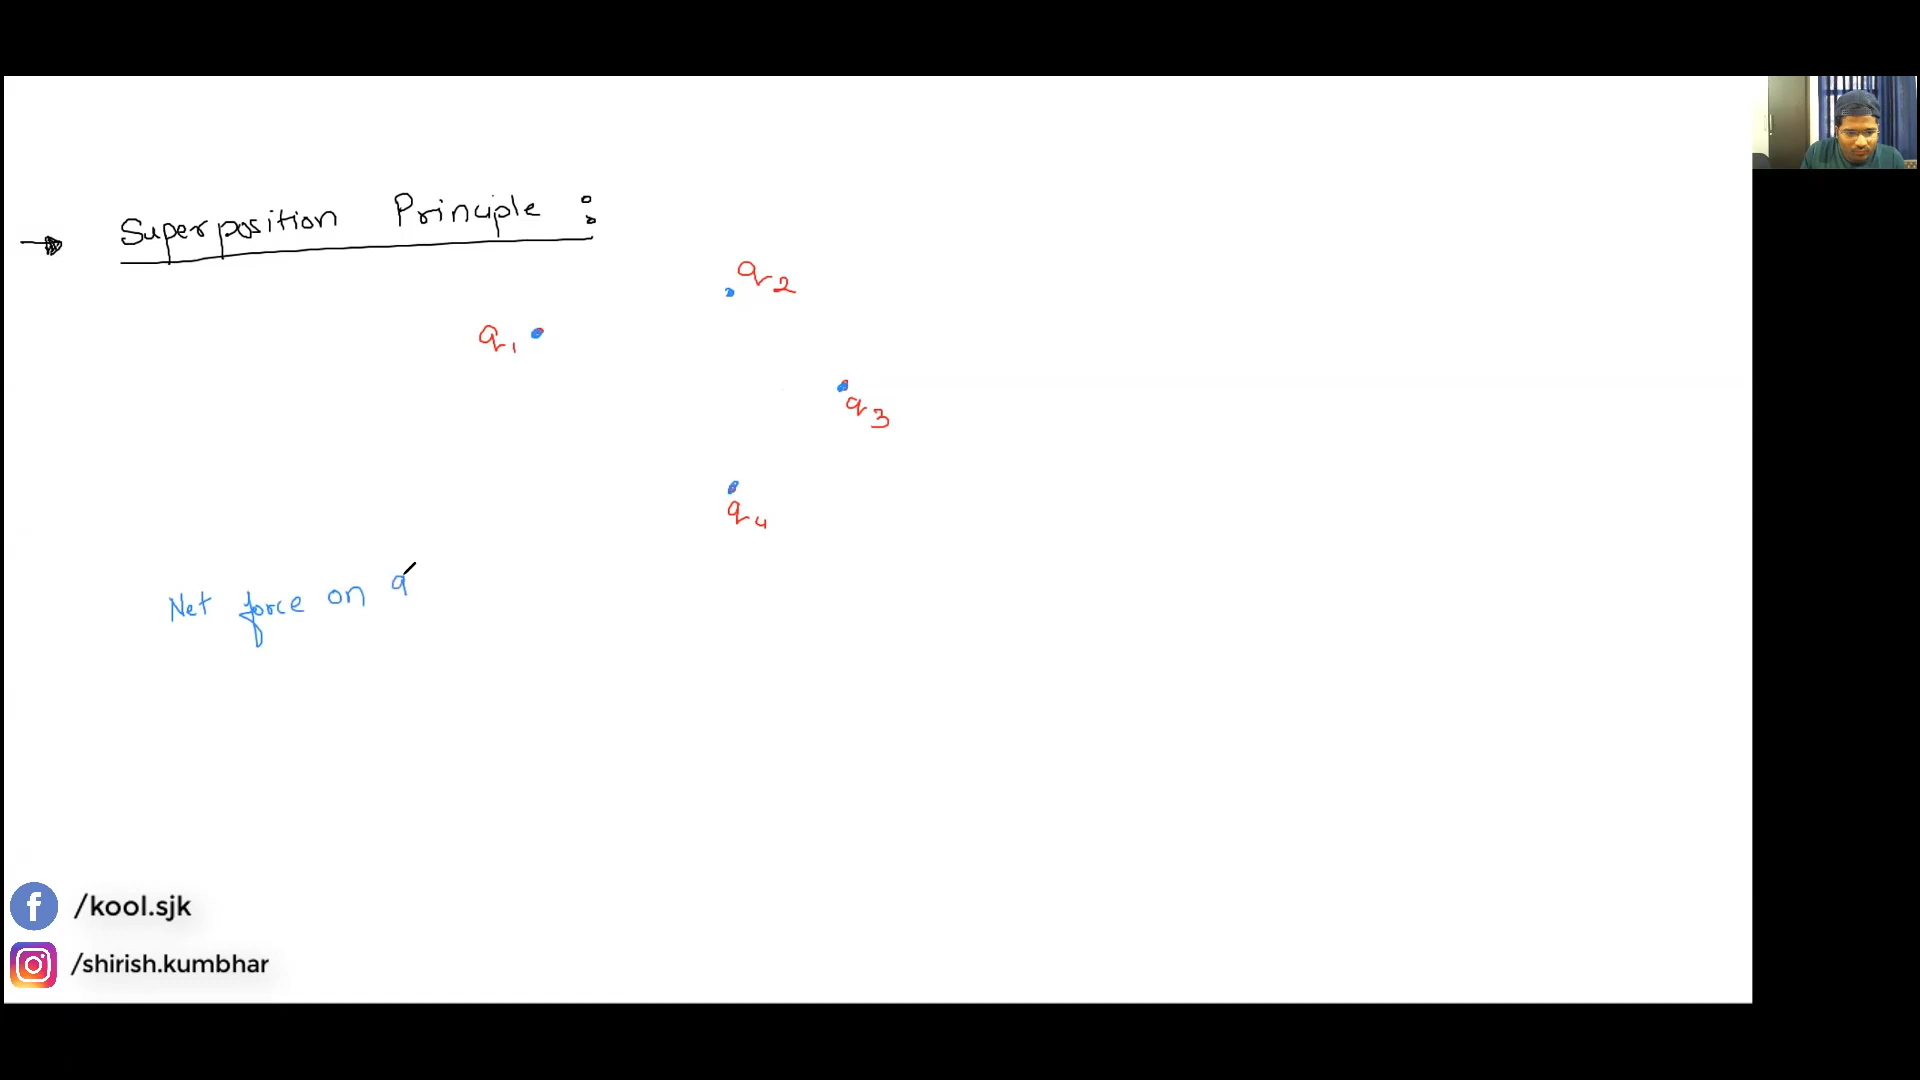 Superposition Principle :
q2
q1
q3
q4
Net force on q
/kool.sjk
/shirish.kumbhar